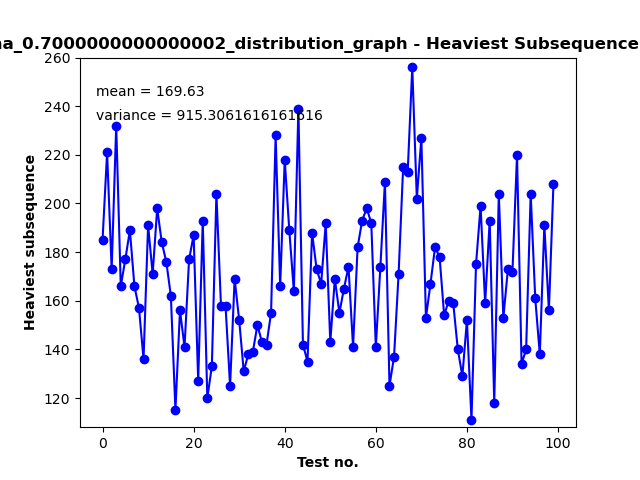 na_0.7000000000000002_distribution_graph - Heaviest Subsequence
mean = 169.63
variance = 915.3061616161616
260
240
220
200
180
160
140
120
Heaviest subsequence
0 20 40 60 80 100
Test no.